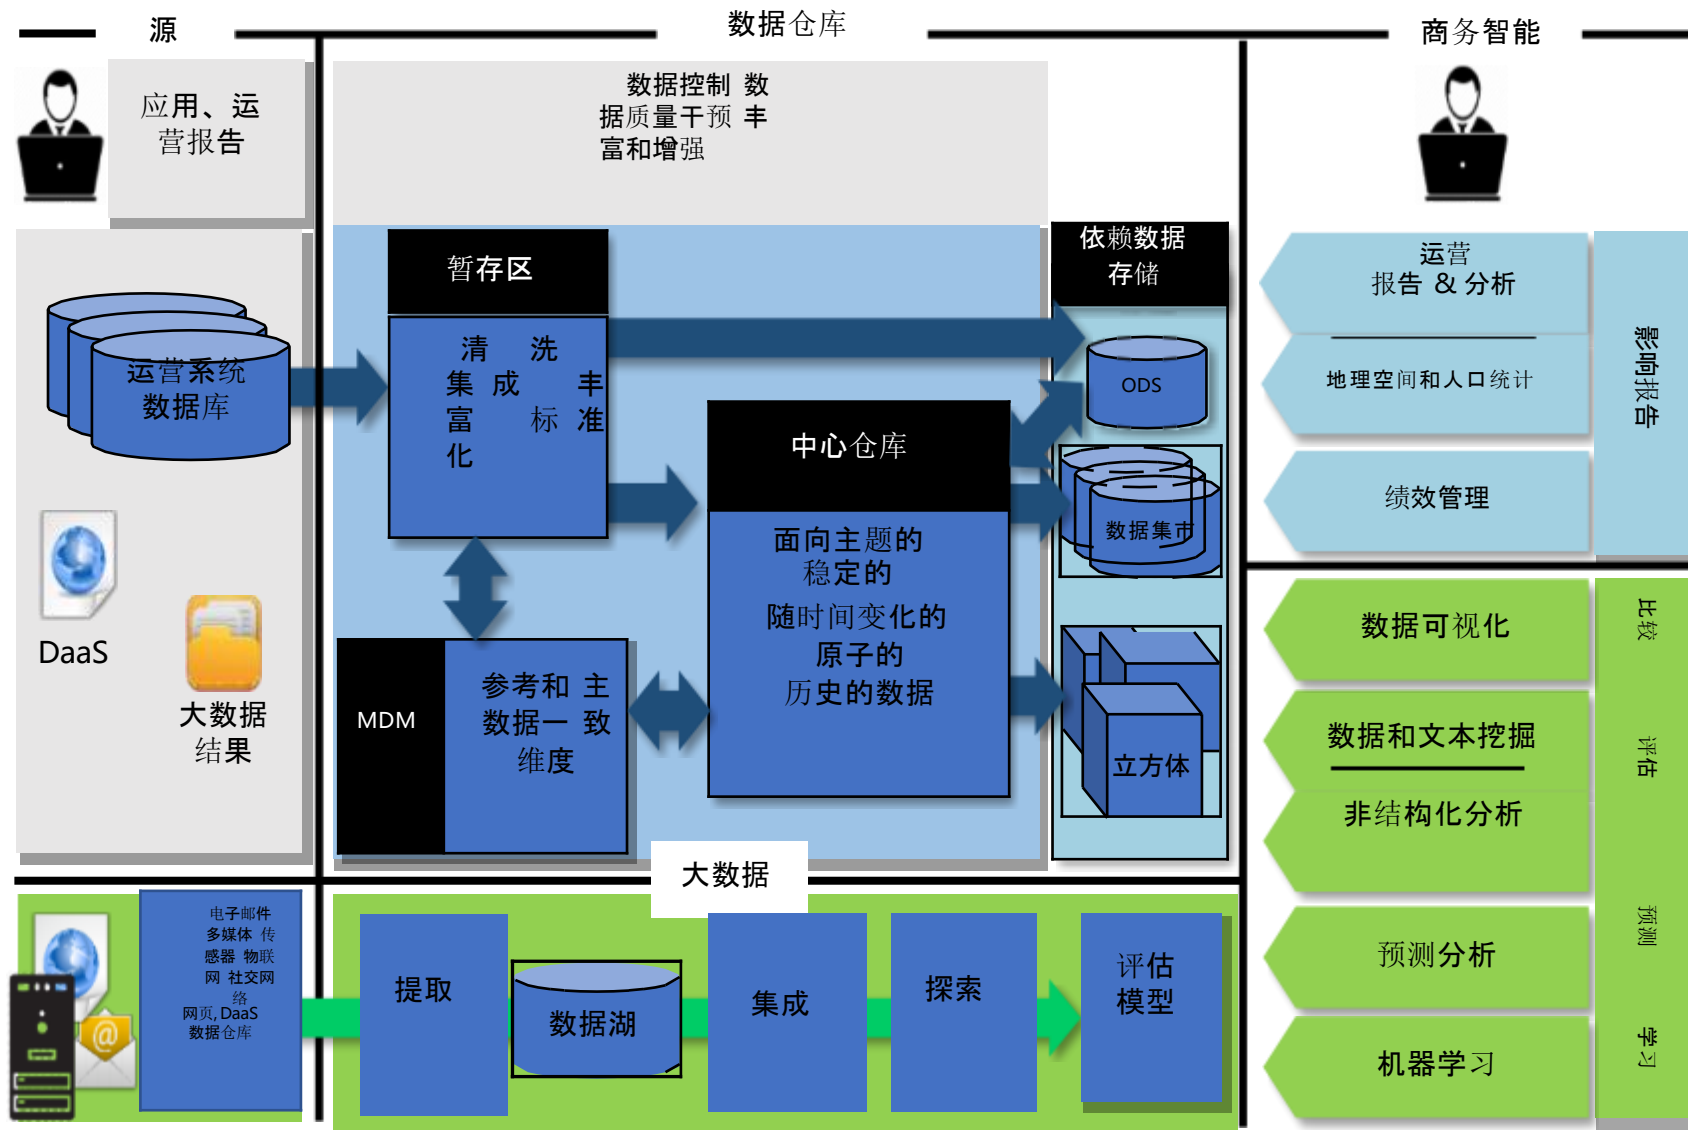 源
数据仓库
商务智能
应用、运
营报告
数据控制 数
据质量干预 丰
富和增强
暂存区
清 洗
集 成 丰
富 标 准
化
运营系统
数据库
DaaS
大数据
结果
MDM
参考和 主
数据一 致
维度
中心仓库
面向主题的
稳定的
随时间变化的
原子的
历史的数据
依赖数据
存储
ODS
数据集市
立方体
运营
报告 & 分析
地理空间和人口统计
绩效管理
影响报告
数据可视化
数据和文本挖掘
非结构化分析
预测分析
机器学习
比较
评估
预测
学习
大数据
电子邮件
多媒体 传
感器 物联
网 社交网
络
网页, DaaS
数据仓库
提取
数据湖
集成
探索
评估
模型